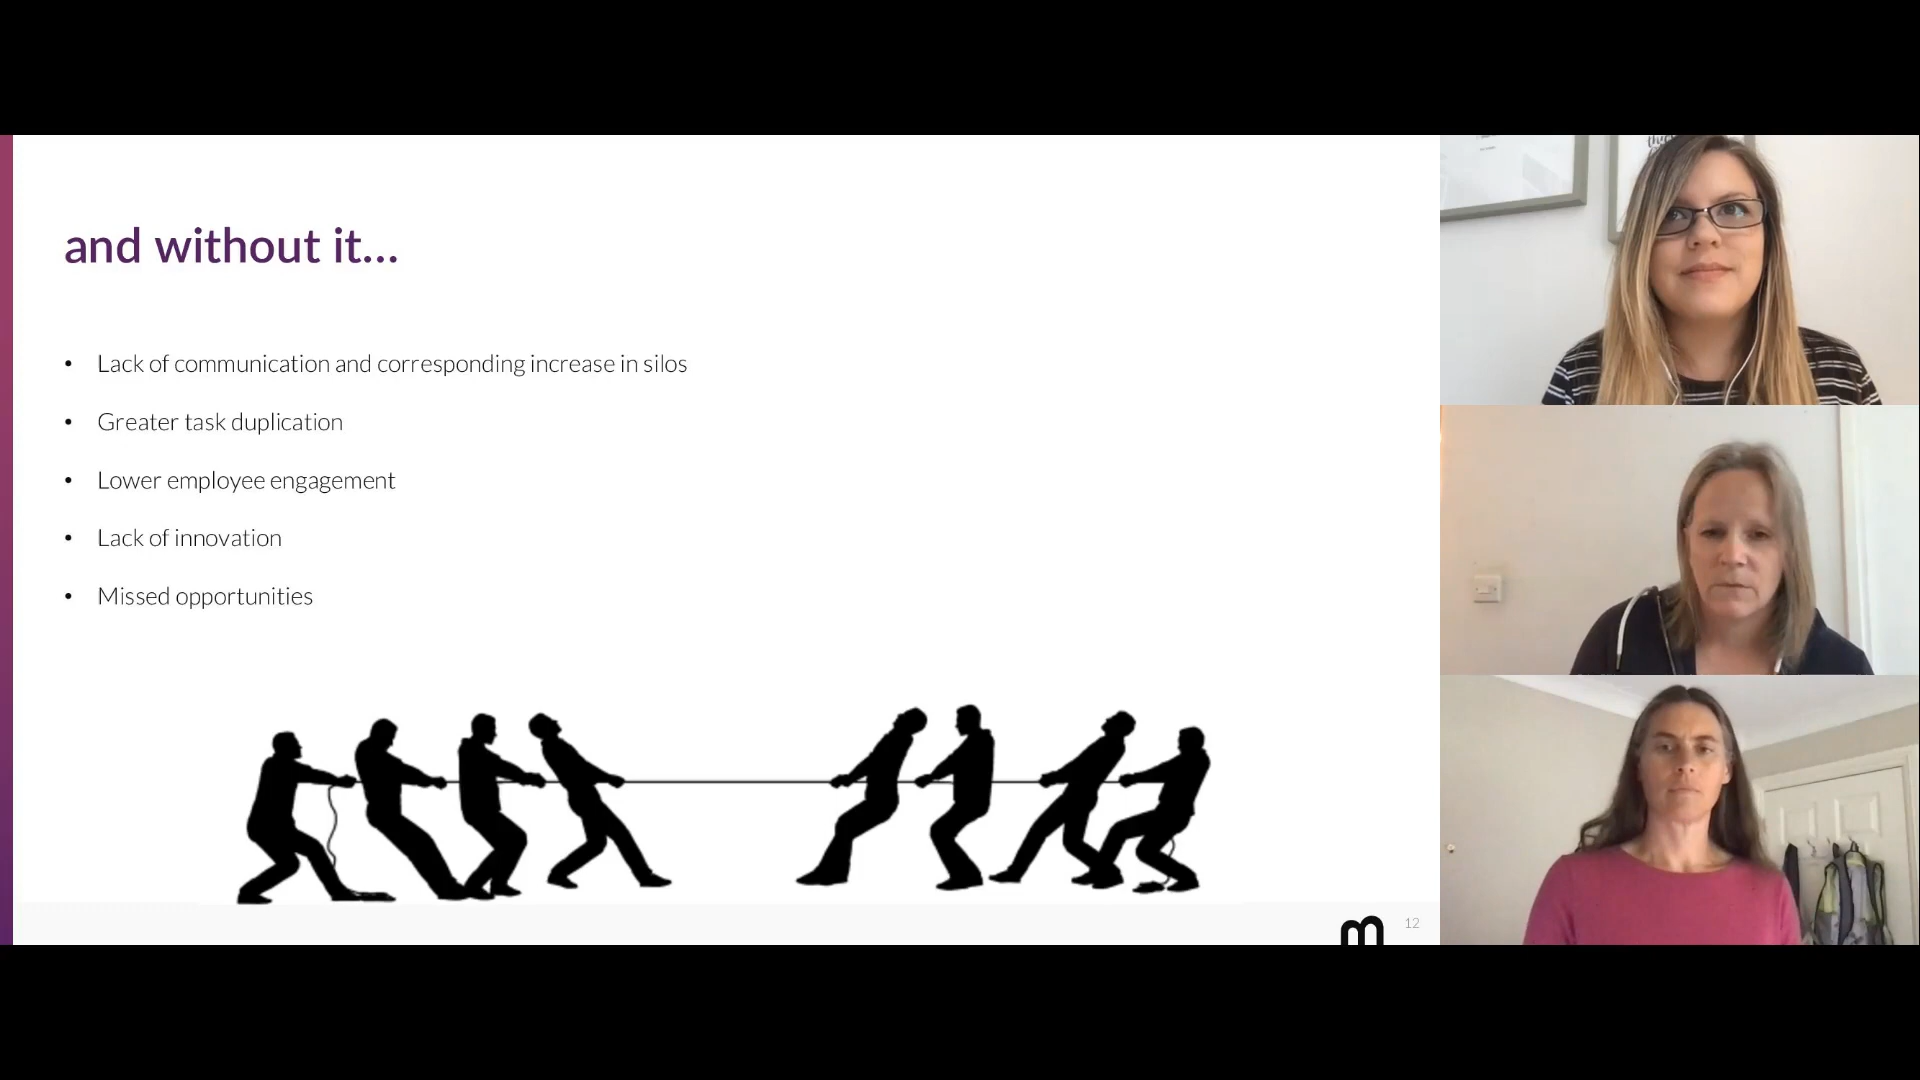 and without it...
• Lack of communication and corresponding increase in silos
• Greater task duplication
• Lower employee engagement
• Lack of innovation
• Missed opportunities
m
12